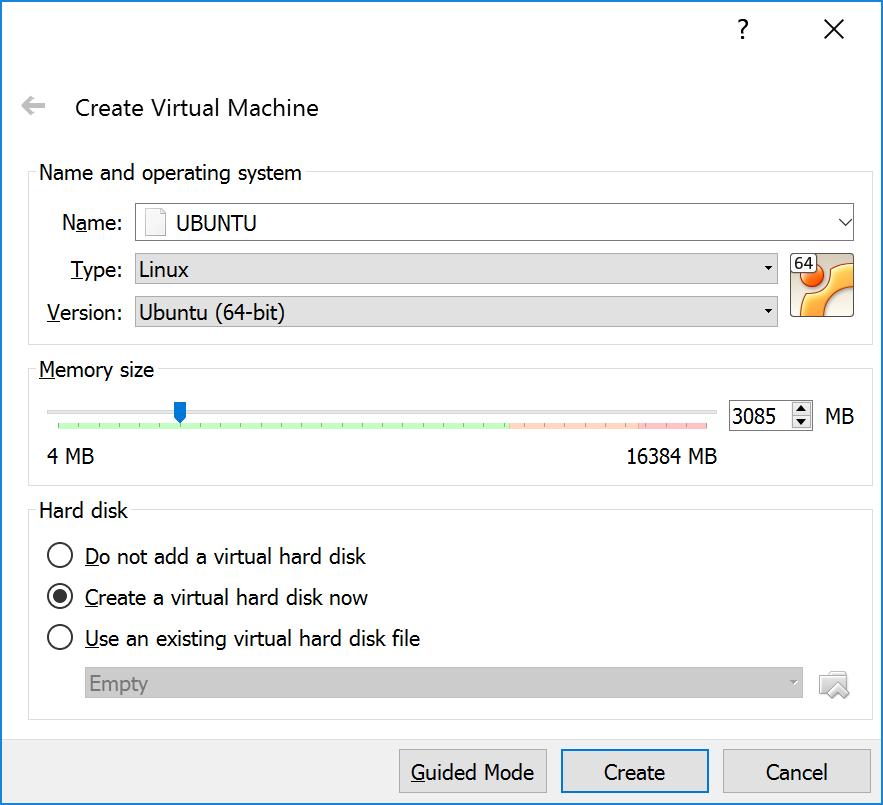 ?
Create Virtual Machine
Name and operating system
Name: UBUNTU
Type: Linux
64
Version: Ubuntu (64-bit)
Memory size
3085 MB
4 MB 16384 MB
Hard disk
Do not add a virtual hard disk
Create a virtual hard disk now
Use an existing virtual hard disk file
Empty
Guided Mode Create Cancel